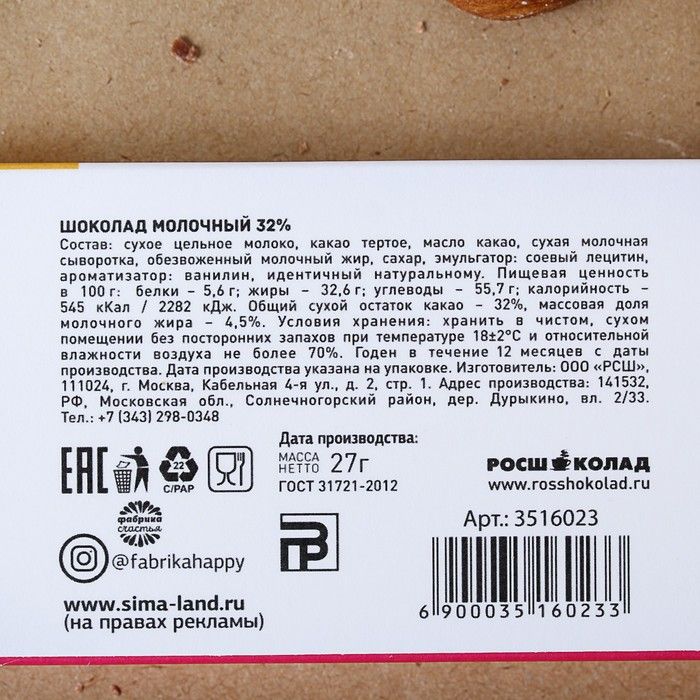 ШОКОЛАД МОЛОЧНЫЙ 32%
Состав: сухое цельное молоко, какао тертое, масло какао, сухая молочная
сыворотка, обезвоженный молочный жир, сахар, эмульгатор: соевый лецитин,
ароматизатор: ванилин, идентичный натуральному. Пищевая ценность
в 100 г: белки – 5,6 г; жиры – 32,6 г; углеводы – 55,7 г; калорийность –
545 кКал / 2282 кДж. Общий сухой остаток какао – 32%, массовая доля
молочного жира – 4,5%. Условия хранения: хранить в чистом, сухом
помещении без посторонних запахов при температуре 18±2°С и относительной
влажности воздуха не более 70%. Годен в течение 12 месяцев с даты
производства. Дата производства указана на упаковке. Изготовитель: ООО «РСШ»,
111024, г. Москва, Кабельная 4-я ул., д. 2, стр. 1. Адрес производства: 141532,
РФ, Московская обл., Солнечногорский район, дер. Дурыкино, вл. 2/33.
Тел.: +7 (343) 298-0348
Дата производства:
EAC
22
C/PAP
МАССА
НЕТТО 27г
ГОСТ 31721-2012
РОСШОКОЛАД
www.rosshokolad.ru
фабрика
счастья
@fabrikahappy
Арт.: 3516023
6 900035 160233
www.sima-land.ru
(на правах рекламы)